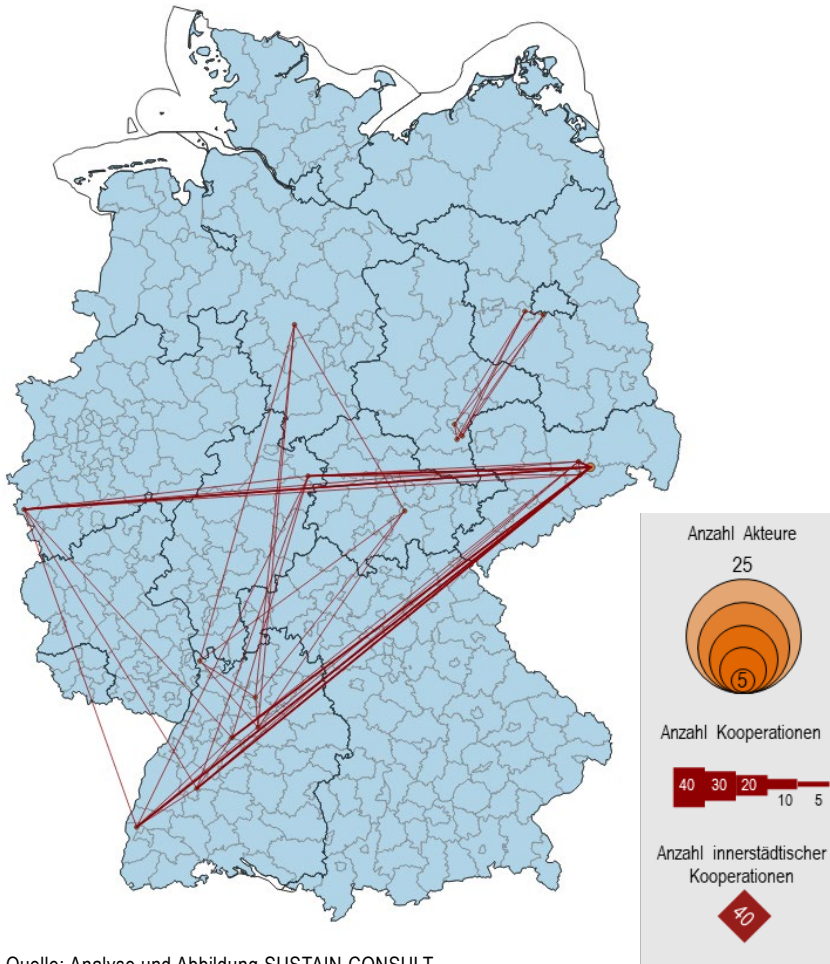 Anzahl Akteure
25
5
Anzahl Kooperationen
40 30 20 10 5
Anzahl innerstädtischer
Kooperationen
40
Quelle: Analyse und Abbildung SUSTAIN CONSULT